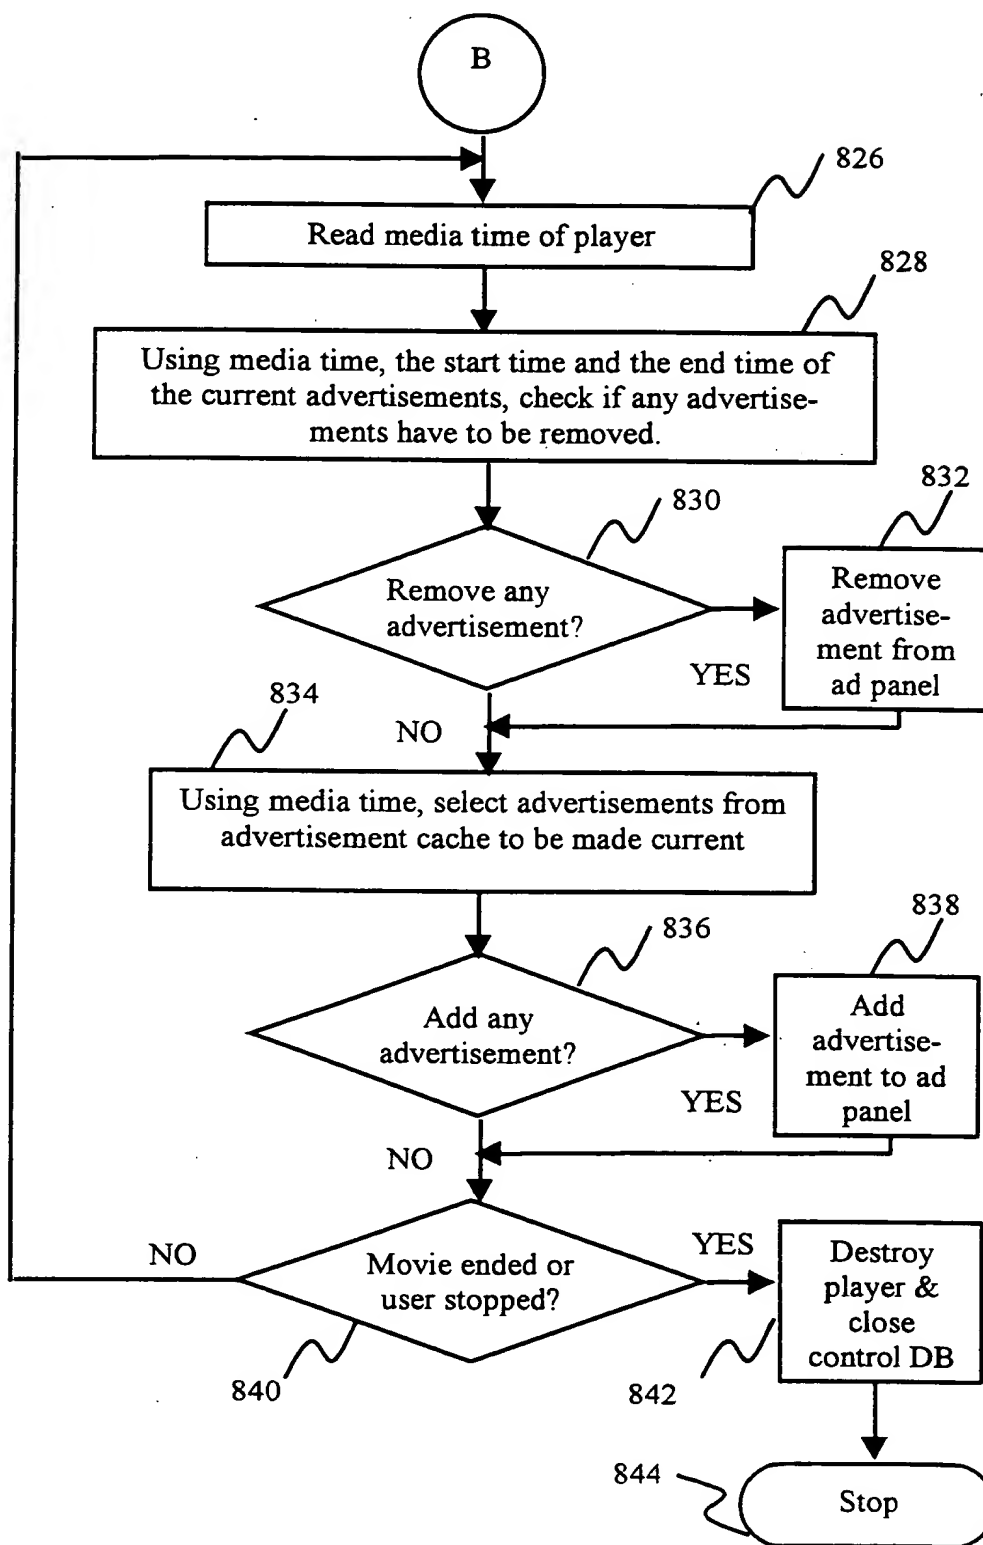 B
826
Read media time of player
828
Using media time, the start time and the end time of
the current advertisements, check if any advertise-
ments have to be removed.
830
832
Remove any
advertisement?
YES
Remove
advertise-
ment from
ad panel
834
NO
Using media time, select advertisements from
advertisement cache to be made current
836
838
Add any
advertisement?
YES
Add
advertise-
ment to ad
panel
NO
NO
Movie ended or
user stopped?
YES
Destroy
player &
close
control DB
840
842
844
Stop